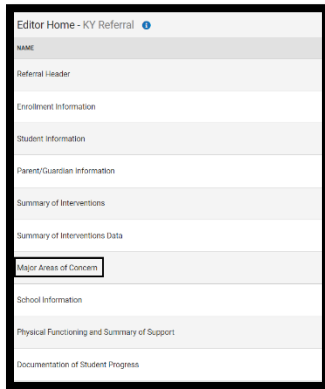 Editor Home - KY Referral
NAME
Referral Header
Enrollment Information
Student Information
Parent/Guardian Information
Summary of Interventions
Summary of Interventions Data
Major Areas of Concern
School Information
Physical Functioning and Summary of Support
Documentation of Student Progress